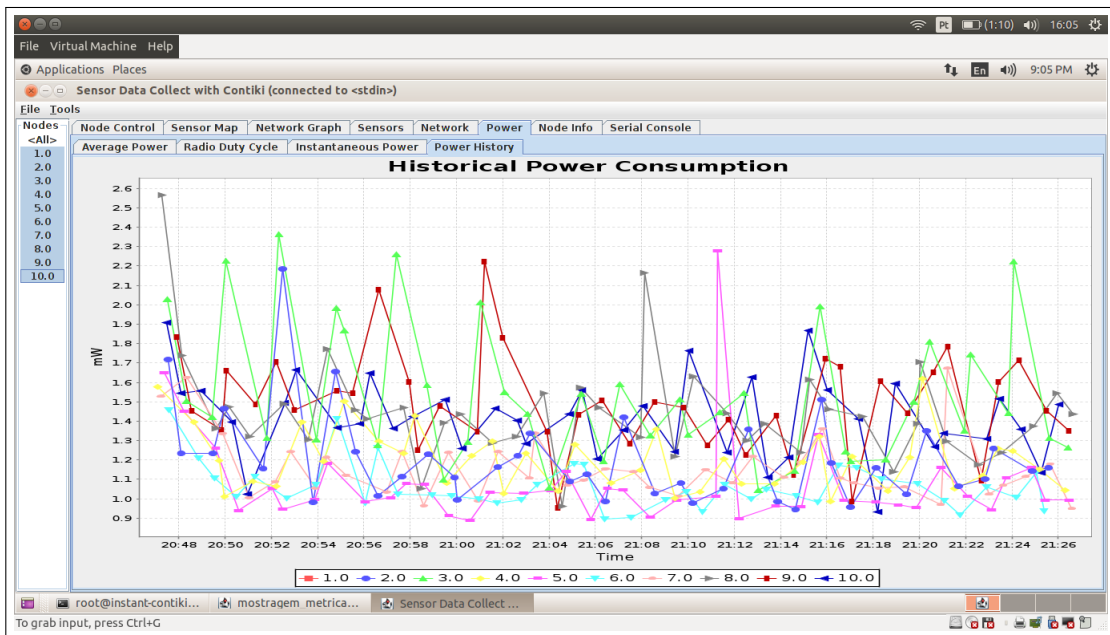 Pt (1:10) 16:05
File Virtual Machine Help
Applications Places En 9:05 PM
Sensor Data Collect with Contiki (connected to <stdin>)
File Tools
Nodes
<All>
1.0
2.0
3.0
4.0
5.0
6.0
7.0
8.0
9.0
10.0
Node Control Sensor Map Network Graph Sensors Network Power Node Info Serial Console
Average Power Radio Duty Cycle Instantaneous Power Power History
Historical Power Consumption
mW
2.6
2.5
2.4
2.3
2.2
2.1
2.0
1.9
1.8
1.7
1.6
1.5
1.4
1.3
1.2
1.1
1.0
0.9
20:48 20:50 20:52 20:54 20:56 20:58 21:00 21:02 21:04 21:06 21:08 21:10 21:12 21:14 21:16 21:18 21:20 21:22 21:24 21:26
Time
1.0 2.0 3.0 4.0 5.0 6.0 7.0 8.0 9.0 10.0
root@instant-contiki... mostragem_metrica... Sensor Data Collect ...
To grab input, press Ctrl+G